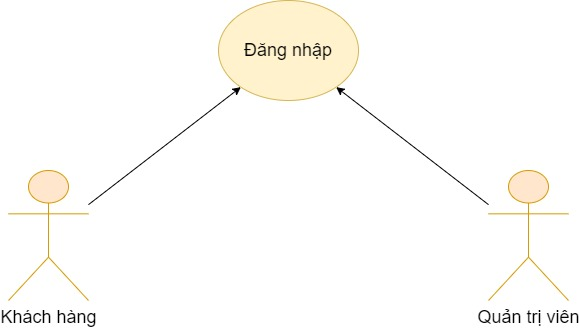 Đăng nhập
Khách hàng
Quản trị viên